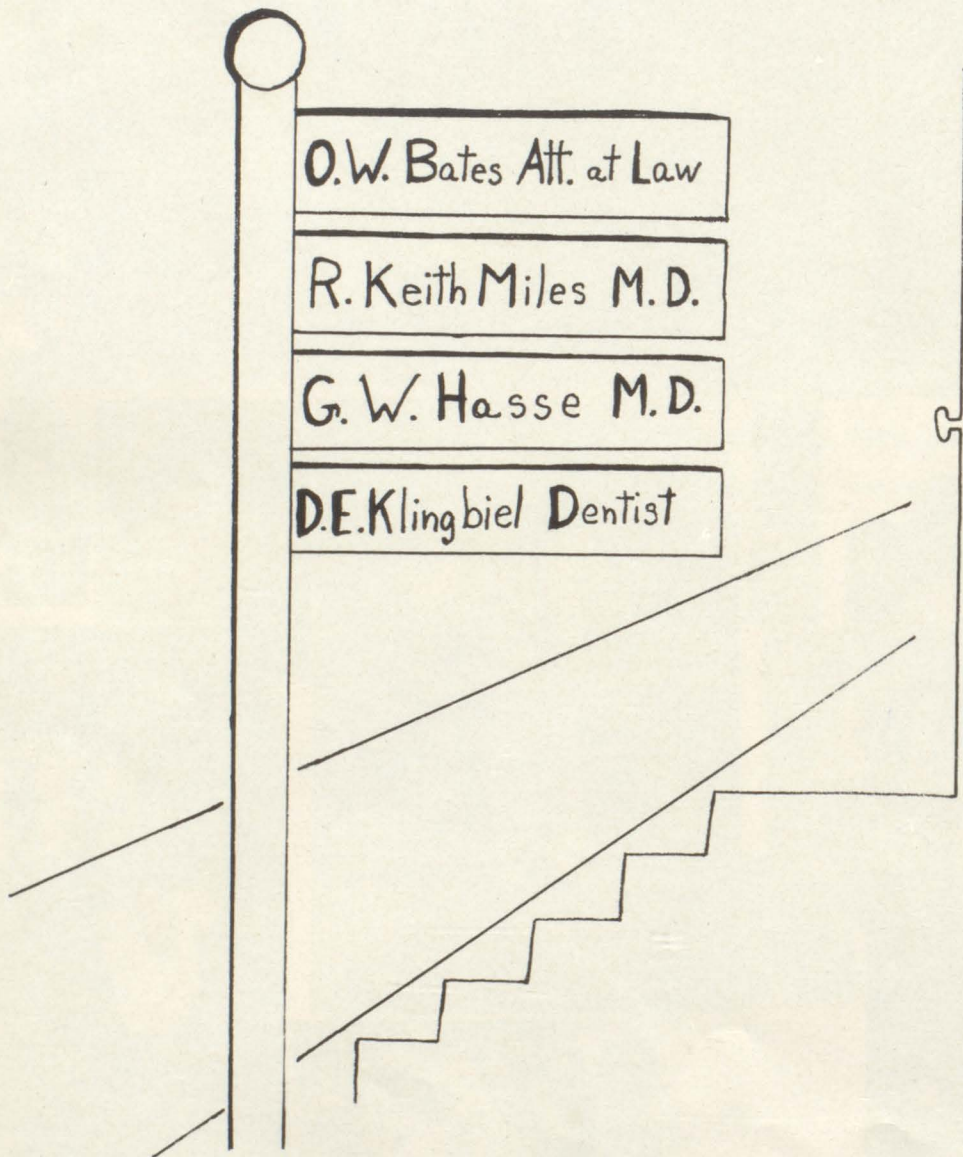 O.W. Bates Att. at Law
R. Keith Miles M.D.
G. W. Hasse M.D.
D.E. Klingbiel Dentist